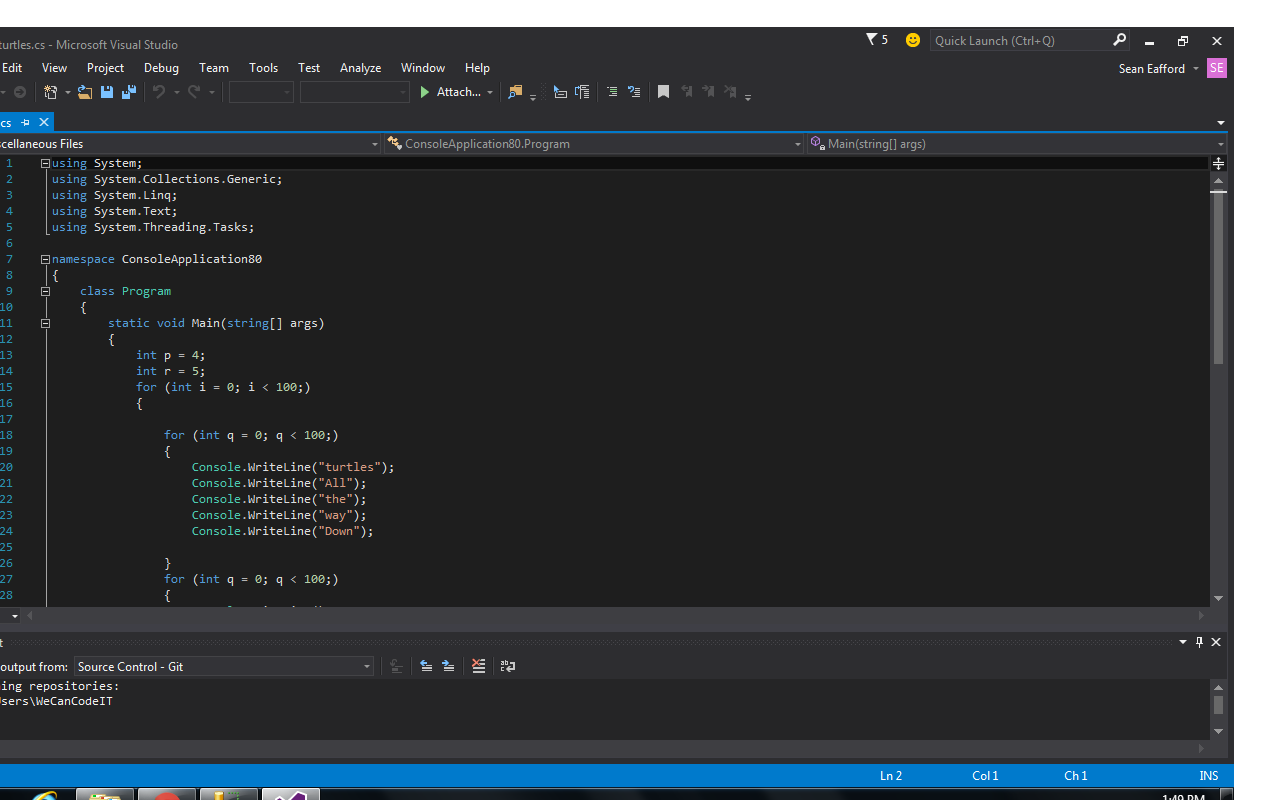 turtles.cs - Microsoft Visual Studio
5
Quick Launch (Ctrl+Q)
Edit View Project Debug Team Tools Test Analyze Window Help
Sean Eafford
SE
Attach...
cs
scellaneous Files
ConsoleApplication80.Program
Main(string[] args)
1 using System;
2 using System.Collections.Generic;
3 using System.Linq;
4 using System.Text;
5 using System.Threading.Tasks;
6
7 namespace ConsoleApplication80
8 {
9 class Program
10 {
11 static void Main(string[] args)
12 {
13 int p = 4;
14 int r = 5;
15 for (int i = 0; i < 100;)
16 {
17
18 for (int q = 0; q < 100;)
19 {
20 Console.WriteLine("turtles");
21 Console.WriteLine("All");
22 Console.WriteLine("the");
23 Console.WriteLine("way");
24 Console.WriteLine("Down");
25
26 }
27 for (int q = 0; q < 100;)
28 {
t
output from: Source Control - Git
ing repositories:
sers\WeCanCodeIT
Ln 2 Col 1 Ch 1 INS
1:49 PM